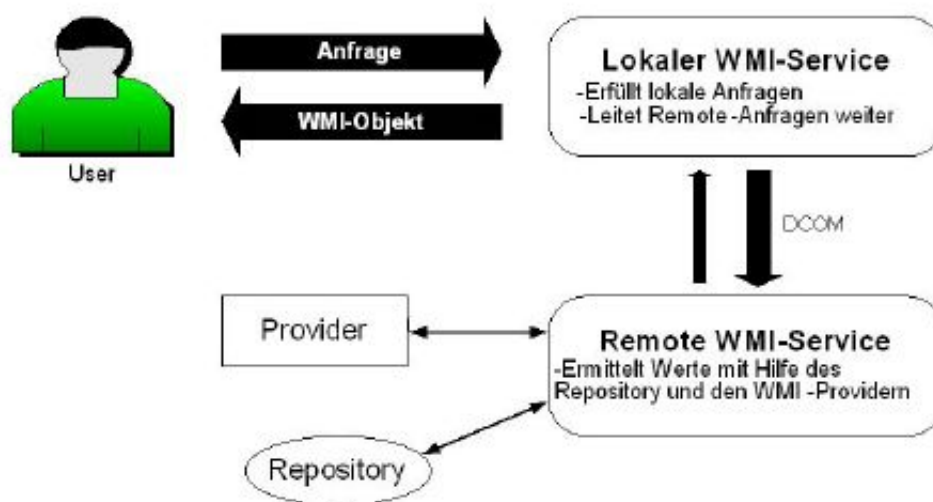 Anfrage
WMI-Objekt
User
Lokaler WMI-Service
-Erfüllt lokale Anfragen
-Leitet Remote-Anfragen weiter
DCOM
Provider
Remote WMI-Service
-Ermittelt Werte mit Hilfe des
Repository und den WMI-Providern
Repository